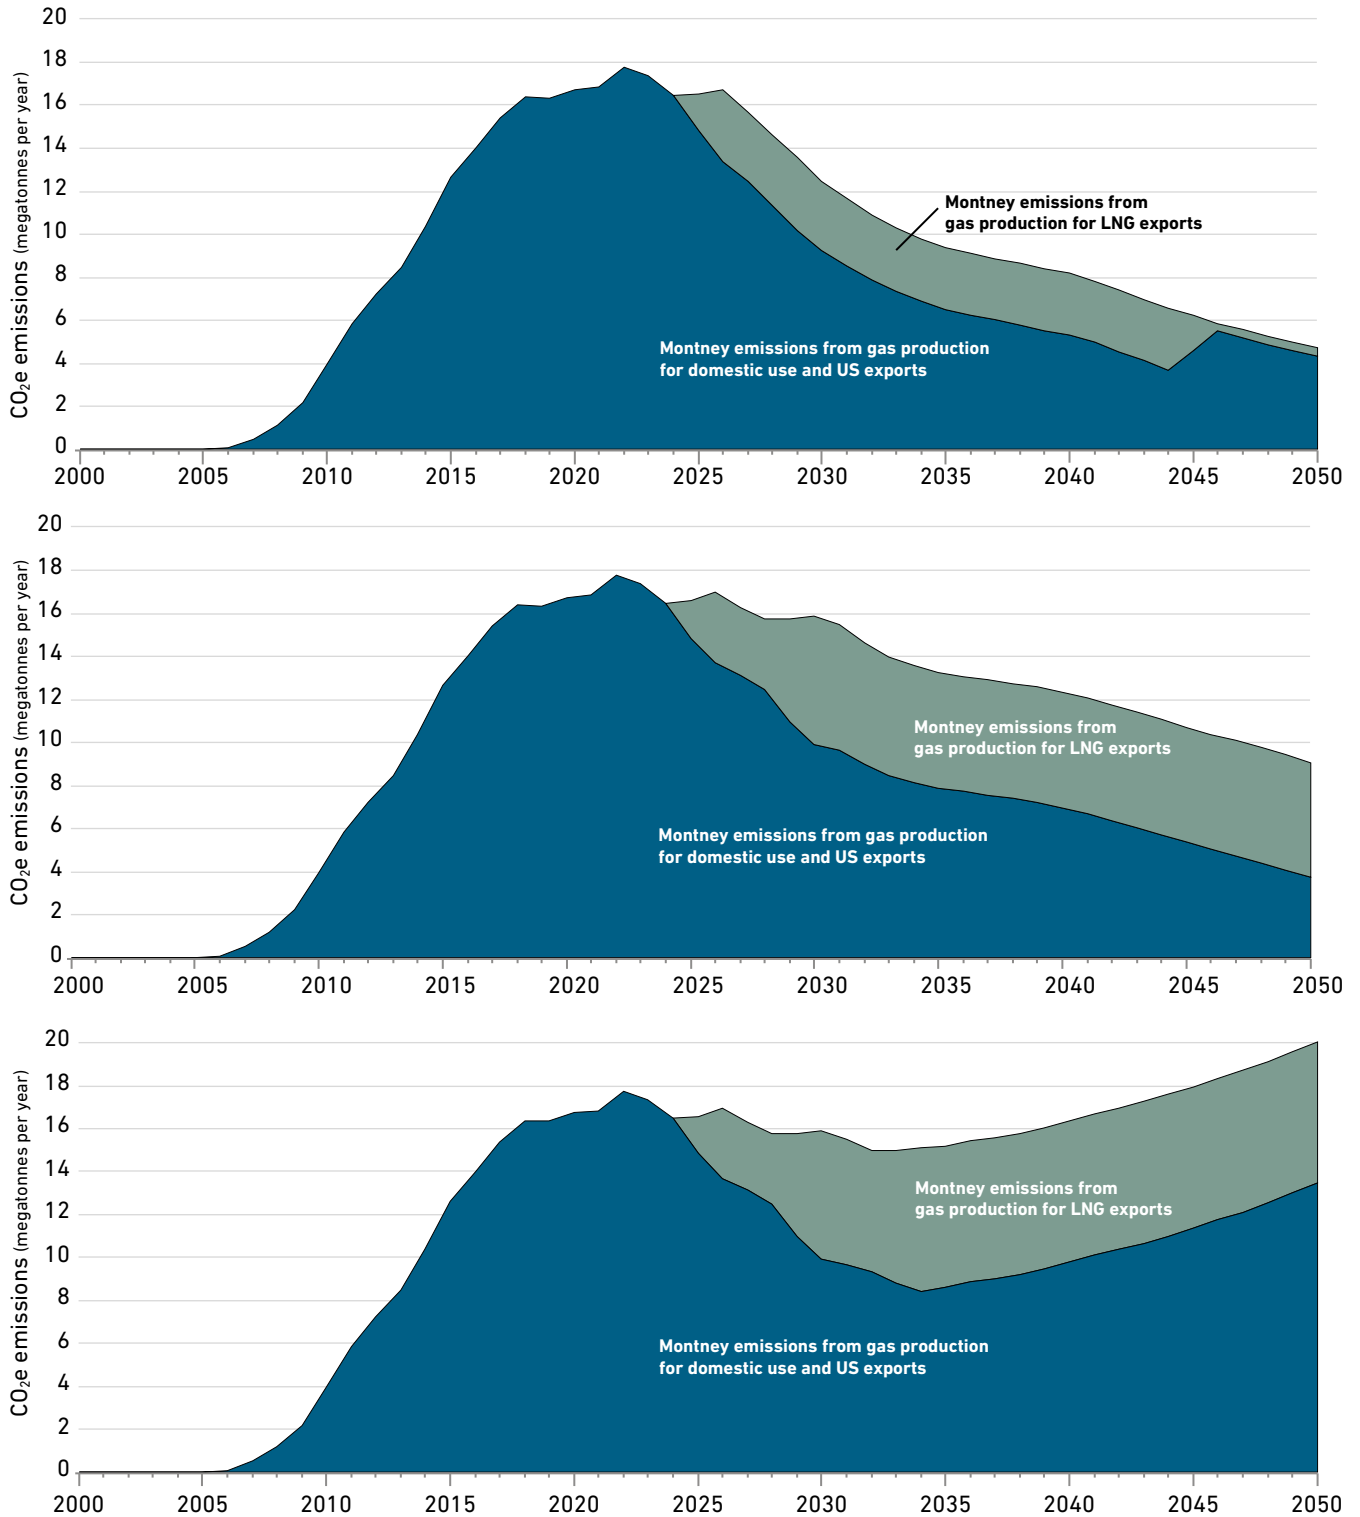 20
18
16
14
12
10
8
6
4
2
0
CO₂e emissions (megatonnes per year)
Montney emissions from
gas production for LNG exports
Montney emissions from gas production
for domestic use and US exports
2000 2005 2010 2015 2020 2025 2030 2035 2040 2045 2050
20
18
16
14
12
10
8
6
4
2
0
CO₂e emissions (megatonnes per year)
Montney emissions from
gas production for LNG exports
Montney emissions from gas production
for domestic use and US exports
2000 2005 2010 2015 2020 2025 2030 2035 2040 2045 2050
20
18
16
14
12
10
8
6
4
2
0
CO₂e emissions (megatonnes per year)
Montney emissions from
gas production for LNG exports
Montney emissions from gas production
for domestic use and US exports
2000 2005 2010 2015 2020 2025 2030 2035 2040 2045 2050